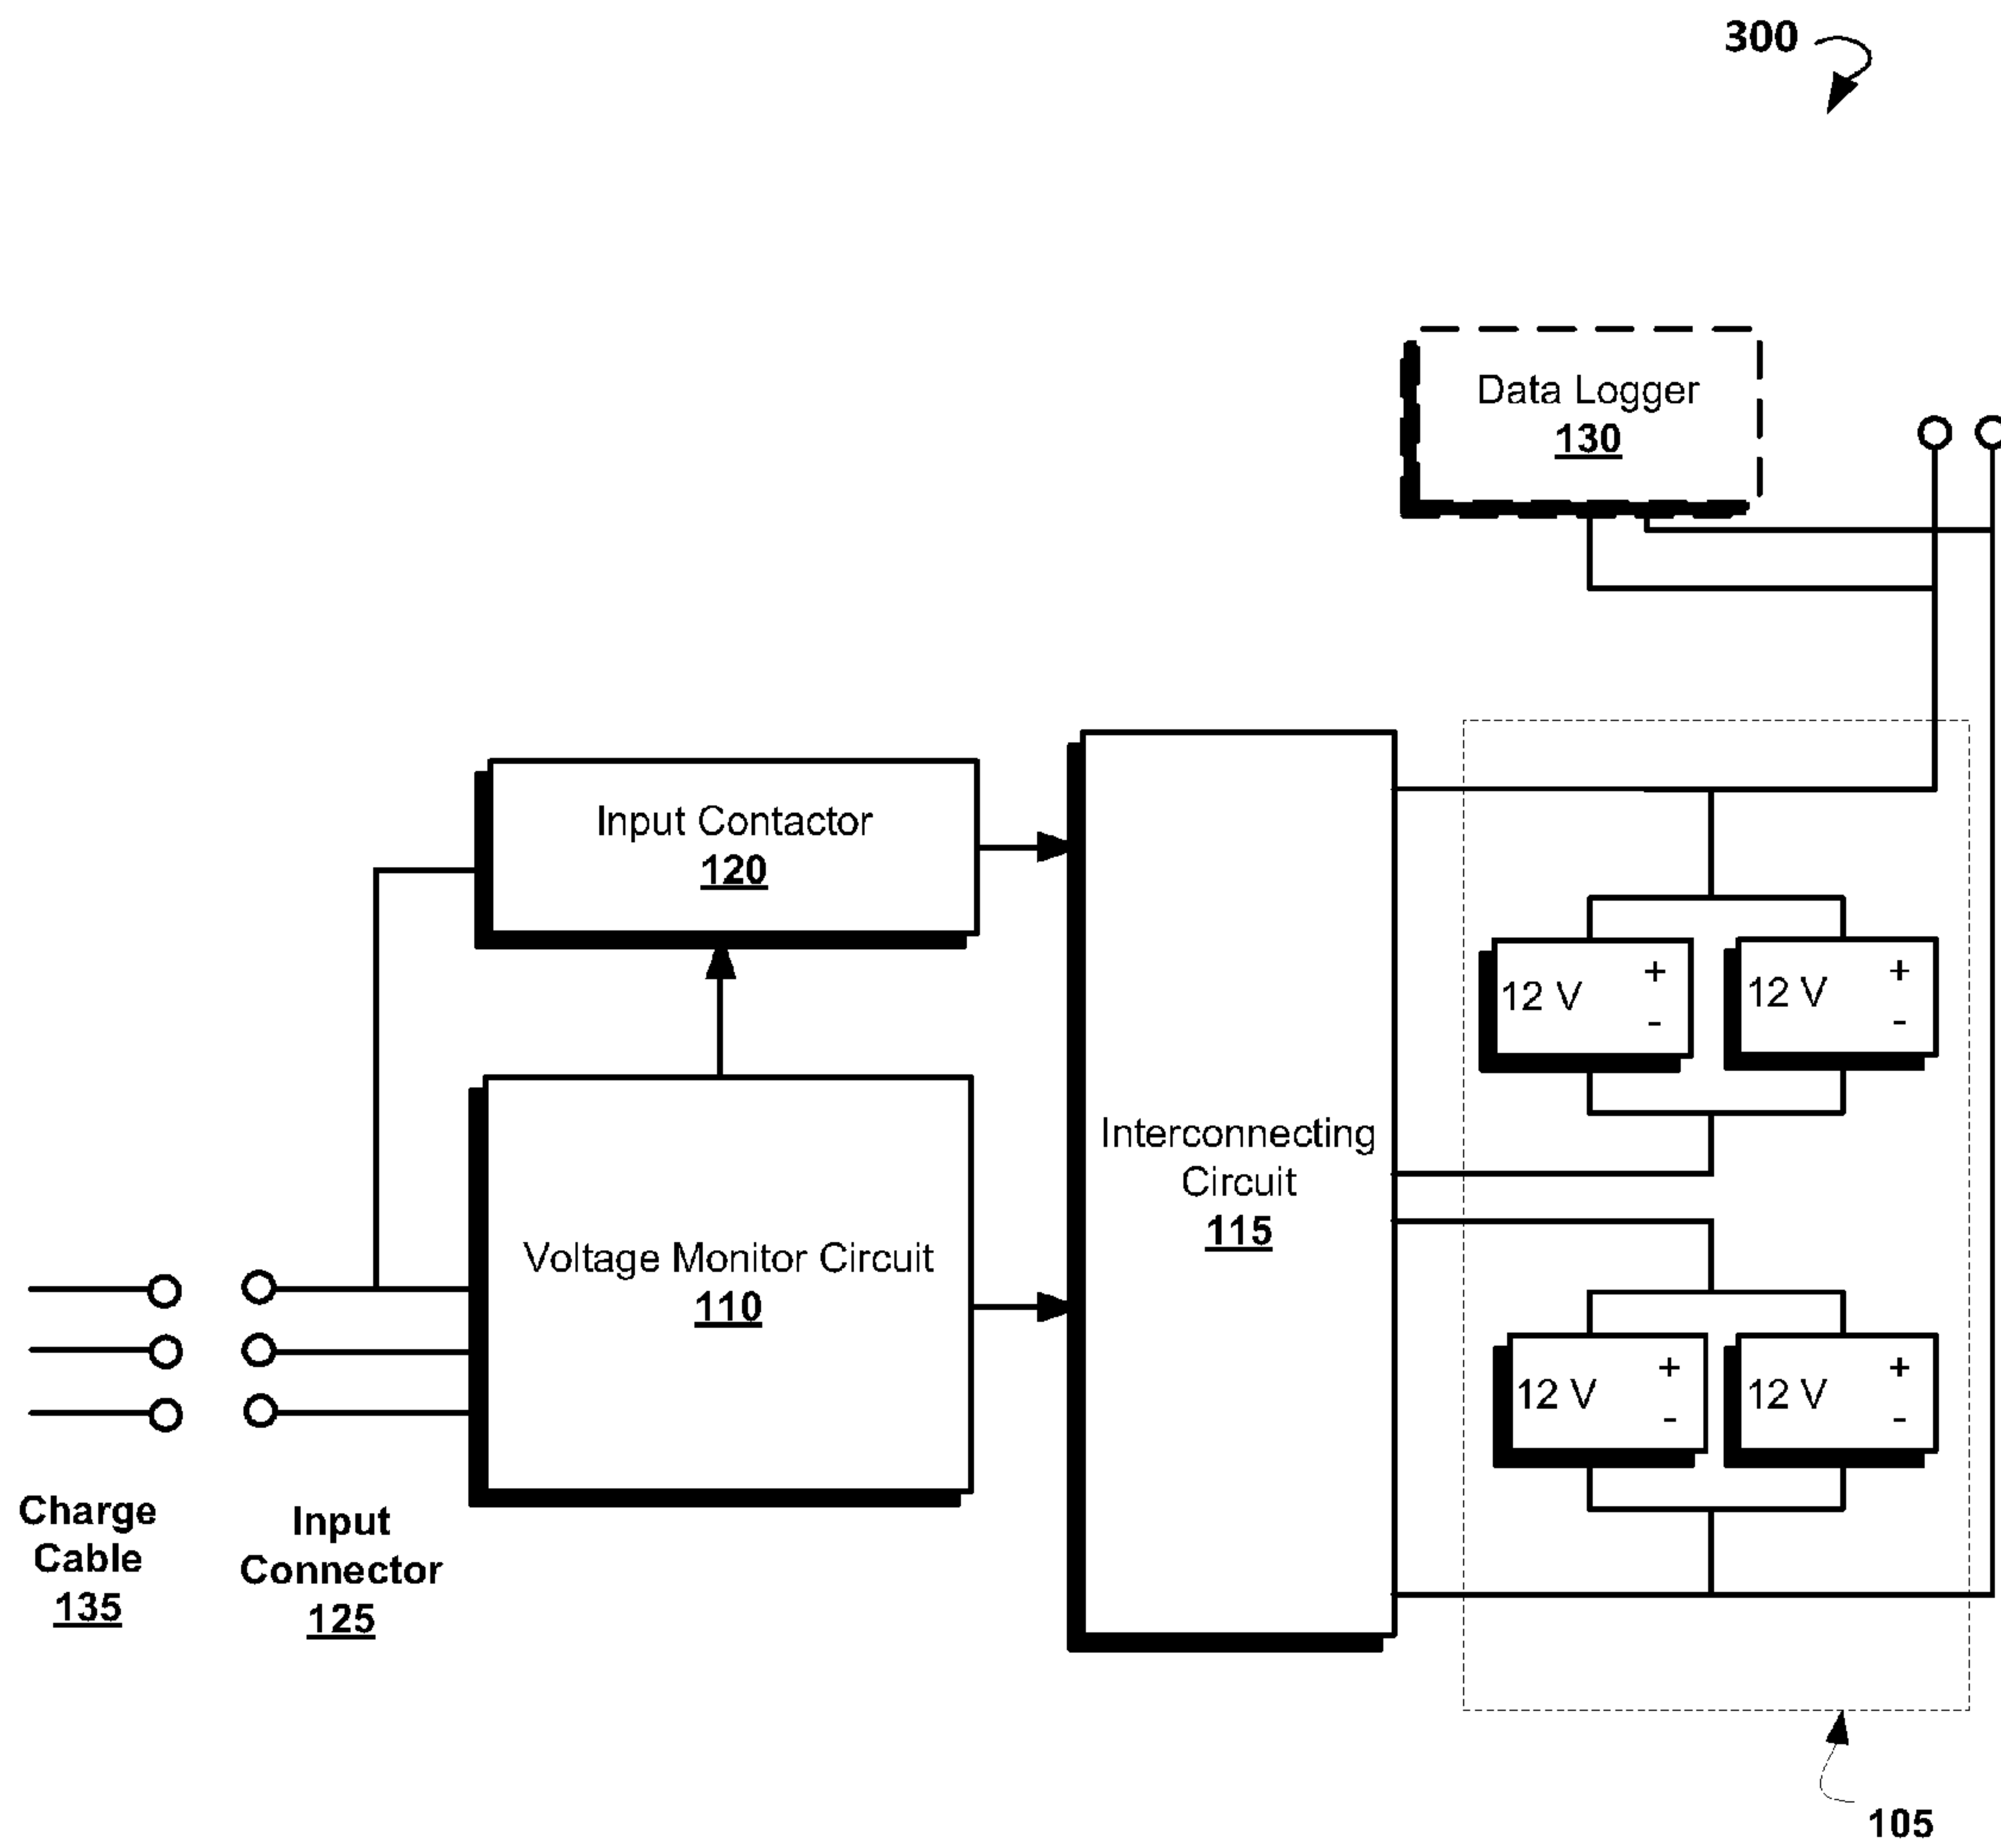 300
Data Logger
130
Input Contactor
120
12 V
+
-
12 V
+
-
Interconnecting
Circuit
115
Voltage Monitor Circuit
110
12 V
+
-
12 V
+
-
Charge
Cable
135
Input
Connector
125
105